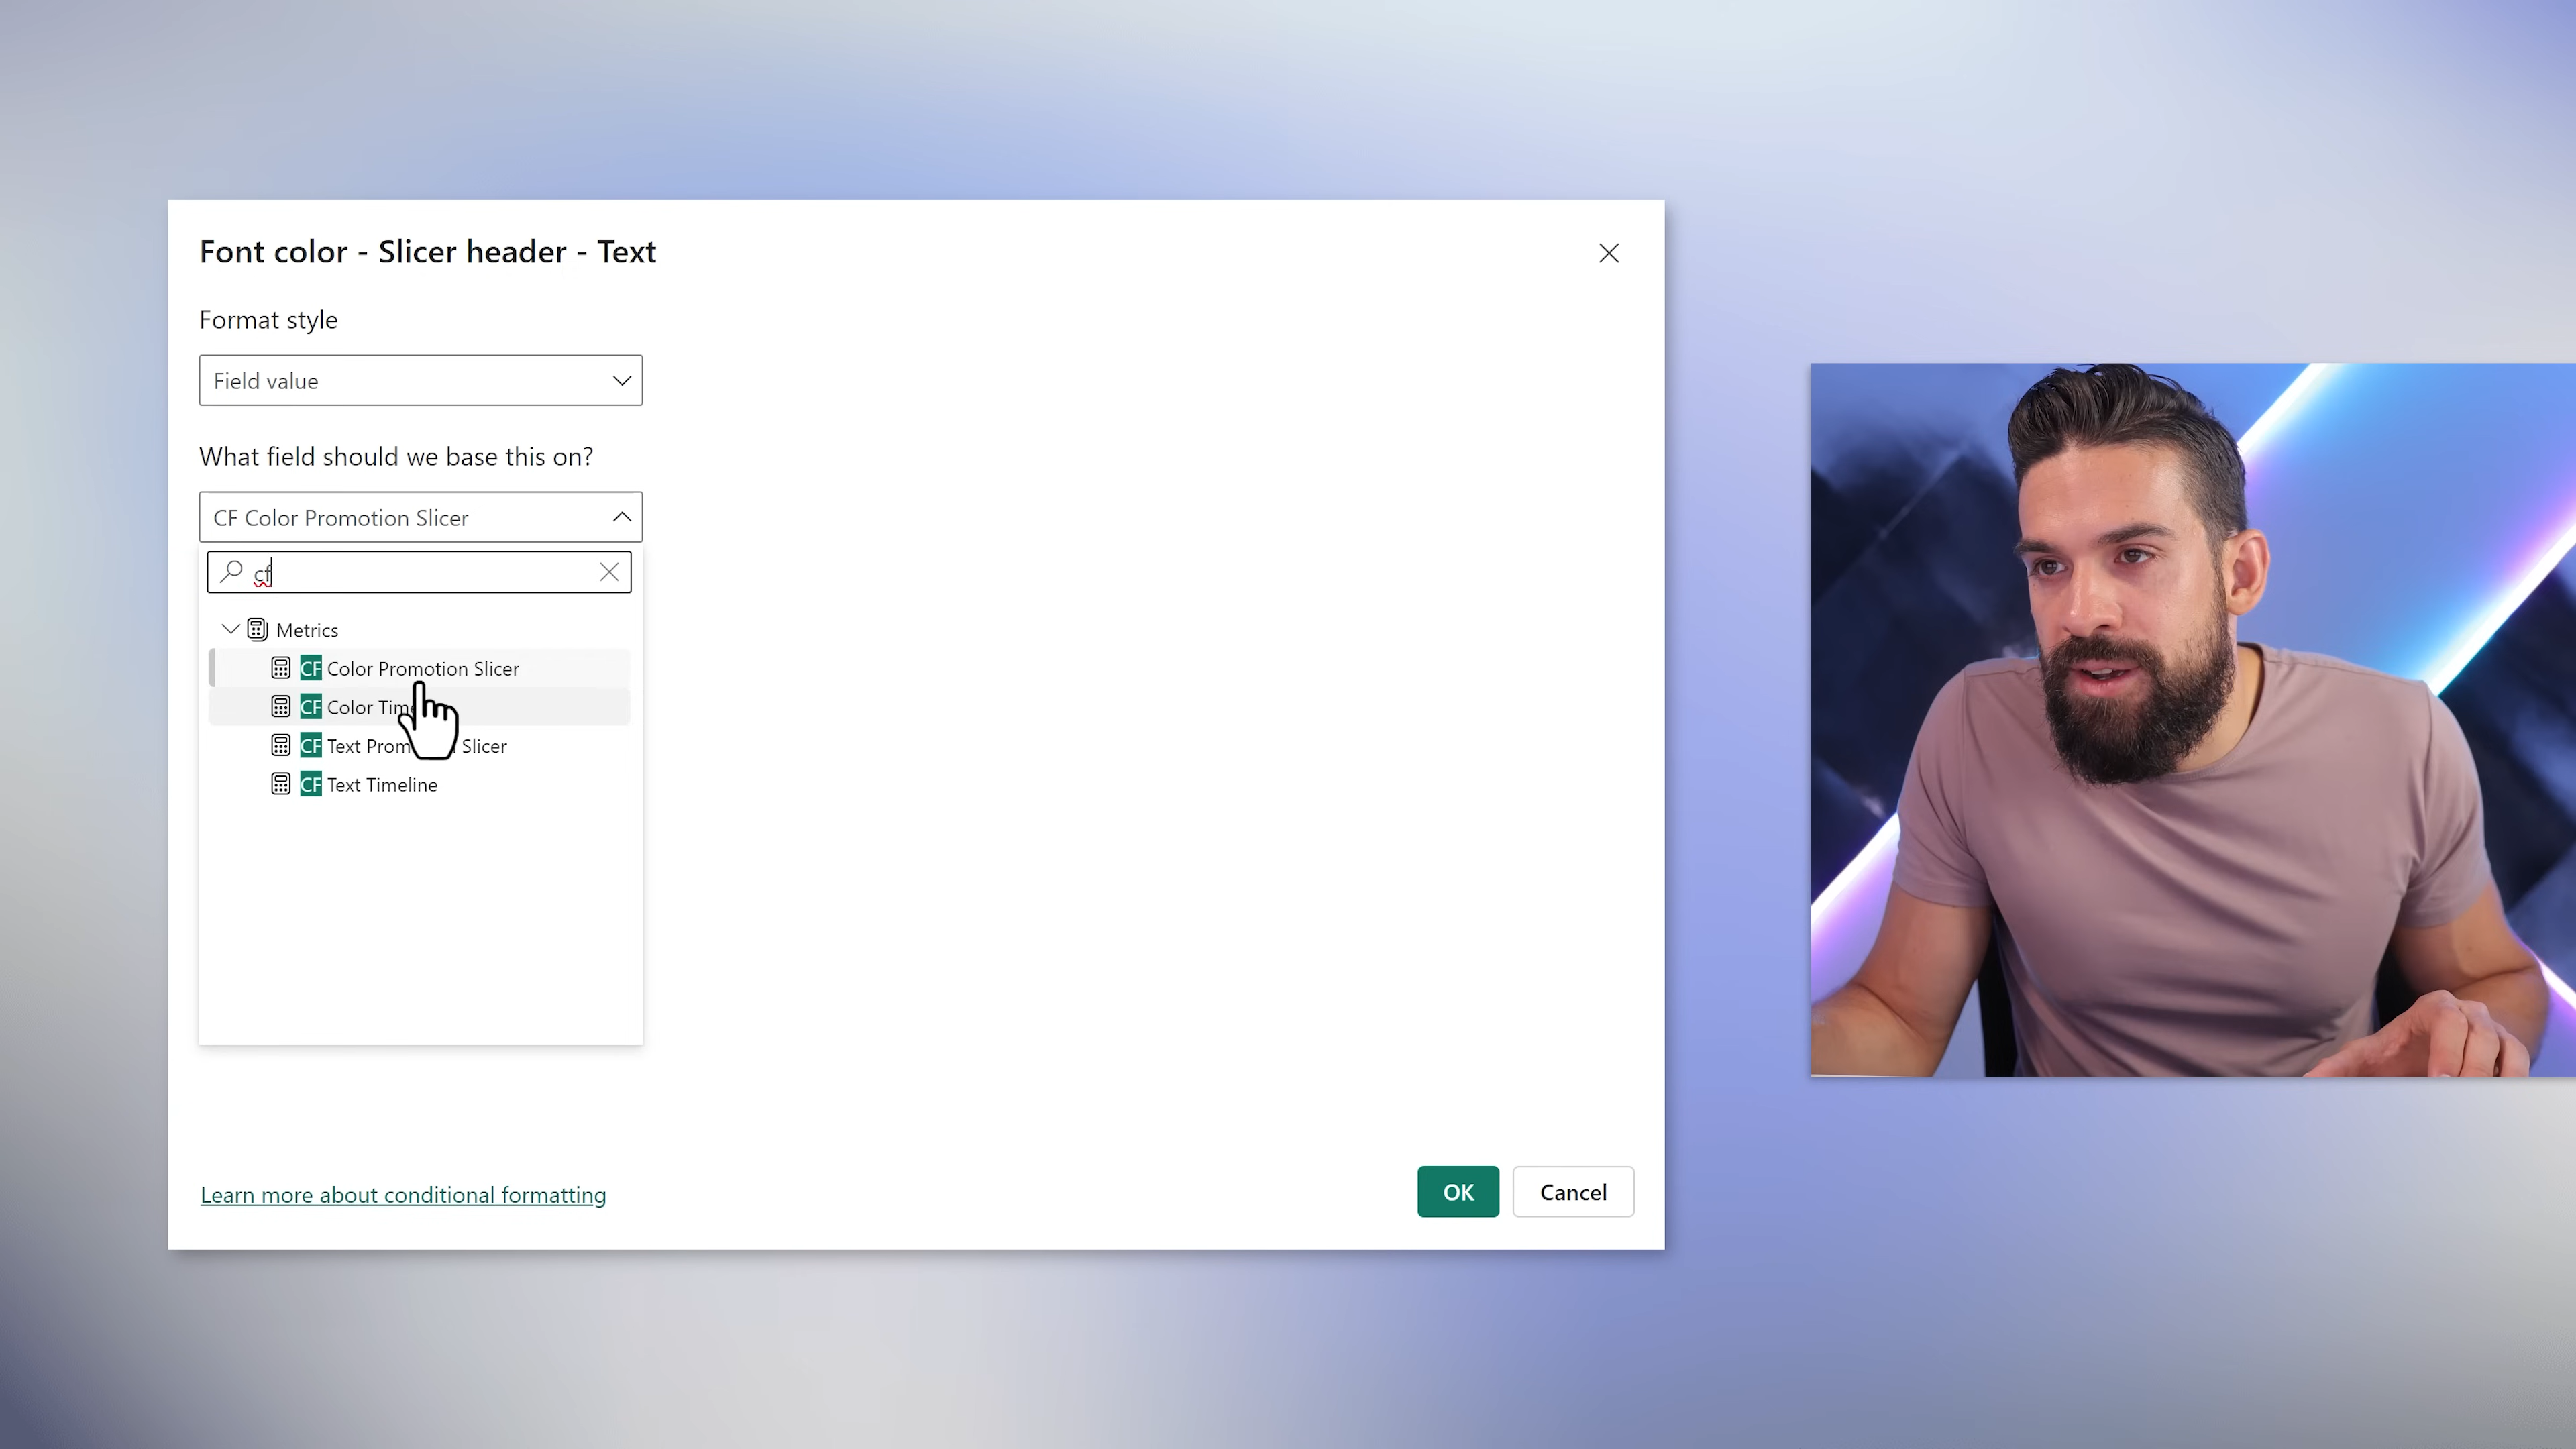 Font color - Slicer header - Text
Format style
Field value
What field should we base this on?
CF Color Promotion Slicer
cf
Metrics
CF Color Promotion Slicer
CF Color
CF Text Slicer
CF Text Timeline
Learn more about conditional formatting
OK
Cancel